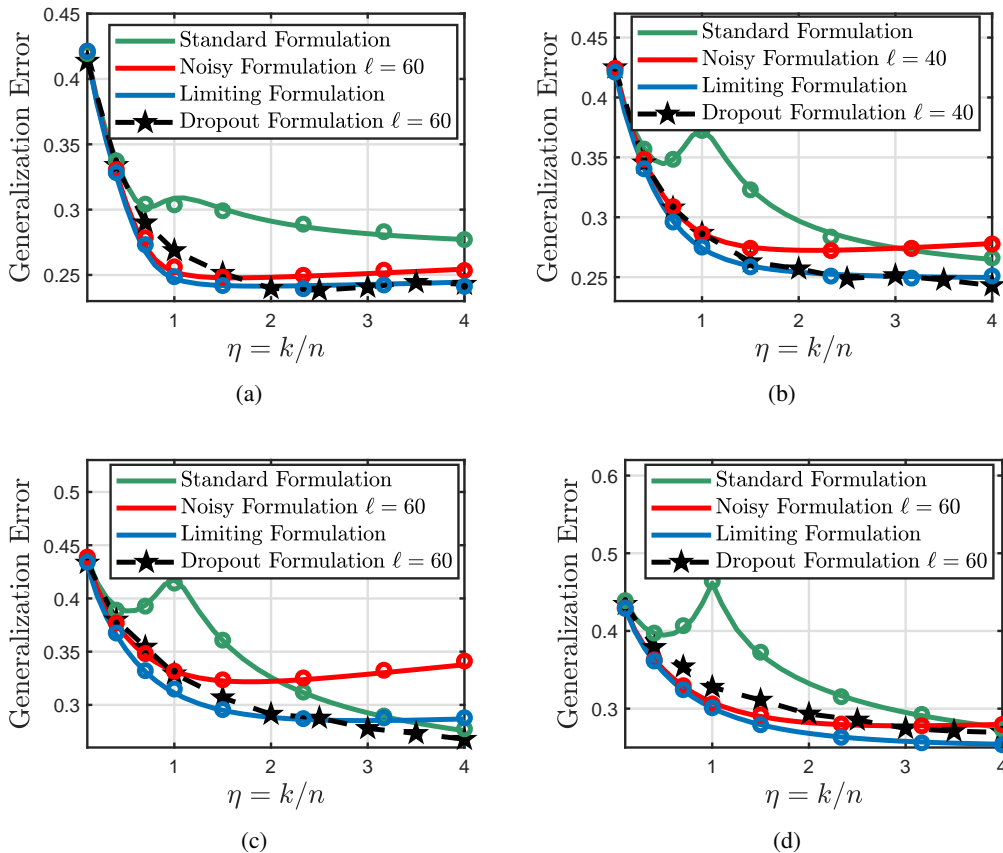 Standard Formulation
Noisy Formulation ℓ = 60
Limiting Formulation
Dropout Formulation ℓ = 60
Generalization Error
0.45
0.4
0.35
0.3
0.25
1
2
3
4
η = k/n
(a)
Standard Formulation
Noisy Formulation ℓ = 40
Limiting Formulation
Dropout Formulation ℓ = 40
Generalization Error
0.45
0.4
0.35
0.3
0.25
1
2
3
4
η = k/n
(b)
Standard Formulation
Noisy Formulation ℓ = 60
Limiting Formulation
Dropout Formulation ℓ = 60
Generalization Error
0.5
0.45
0.4
0.35
0.3
1
2
3
4
η = k/n
(c)
Standard Formulation
Noisy Formulation ℓ = 60
Limiting Formulation
Dropout Formulation ℓ = 60
Generalization Error
0.6
0.5
0.4
0.3
1
2
3
4
η = k/n
(d)